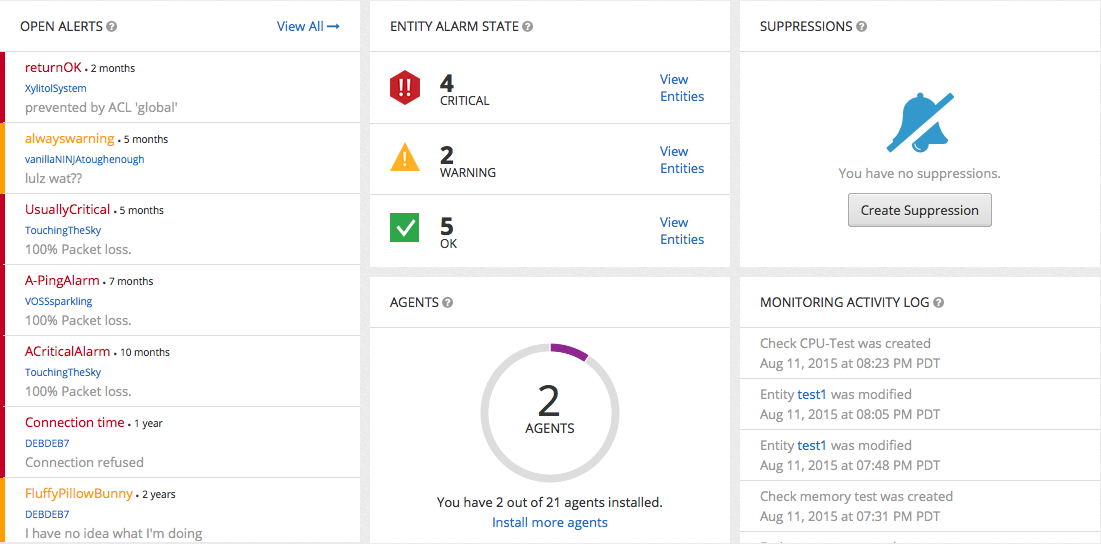 OPEN ALERTS ?
View All →
returnOK • 2 months
XylitolSystem
prevented by ACL 'global'
alwayswarning • 5 months
vanillaNINJAtoughenough
lulz wat??
UsuallyCritical • 5 months
TouchingTheSky
100% Packet loss.
A-PingAlarm • 7 months
VOSSsparkling
100% Packet loss.
ACriticalAlarm • 10 months
TouchingTheSky
100% Packet loss.
Connection time • 1 year
DEBDEB7
Connection refused
FluffyPillowBunny • 2 years
DEBDEB7
I have no idea what I'm doing
ENTITY ALARM STATE ?
!!
4
CRITICAL
View
Entities
!
2
WARNING
View
Entities
5
OK
View
Entities
AGENTS ?
2
AGENTS
You have 2 out of 21 agents installed.
Install more agents
SUPPRESSIONS ?
You have no suppressions.
Create Suppression
MONITORING ACTIVITY LOG ?
Check CPU-Test was created
Aug 11, 2015 at 08:23 PM PDT
Entity test1 was modified
Aug 11, 2015 at 08:05 PM PDT
Entity test1 was modified
Aug 11, 2015 at 07:48 PM PDT
Check memory test was created
Aug 11, 2015 at 07:31 PM PDT